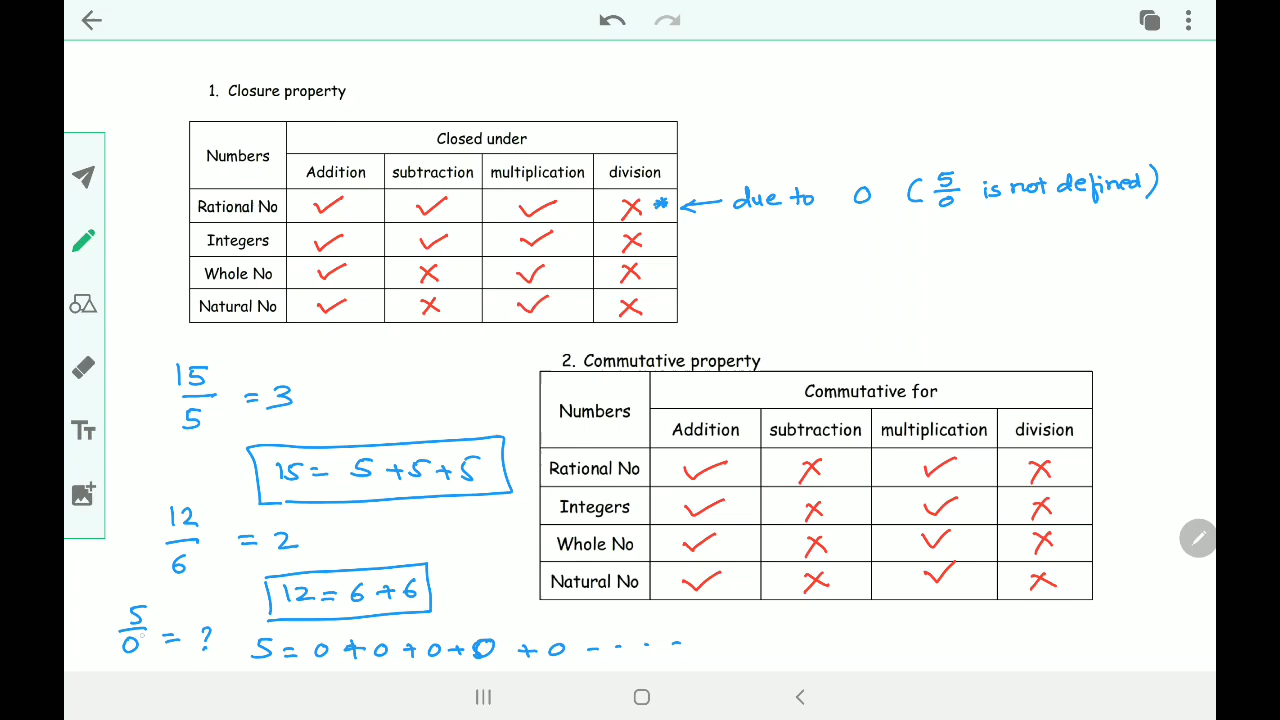 1. Closure property
Numbers Closed under
Addition subtraction multiplication division
Rational No ✓ ✓ ✓ ✗ * ← due to 0 ( 5/0 is not defined )
Integers ✓ ✓ ✓ ✗
Whole No ✓ ✗ ✓ ✗
Natural No ✓ ✗ ✓ ✗
15/5 = 3
15 = 5 + 5 + 5
12/6 = 2
12 = 6 + 6
5/0 = ? 5 = 0 + 0 + 0 + 0 + 0 - - - - -
2. Commutative property
Numbers Commutative for
Addition subtraction multiplication division
Rational No ✓ ✗ ✓ ✗
Integers ✓ ✗ ✓ ✗
Whole No ✓ ✗ ✓ ✗
Natural No ✓ ✗ ✓ ✗
Tт